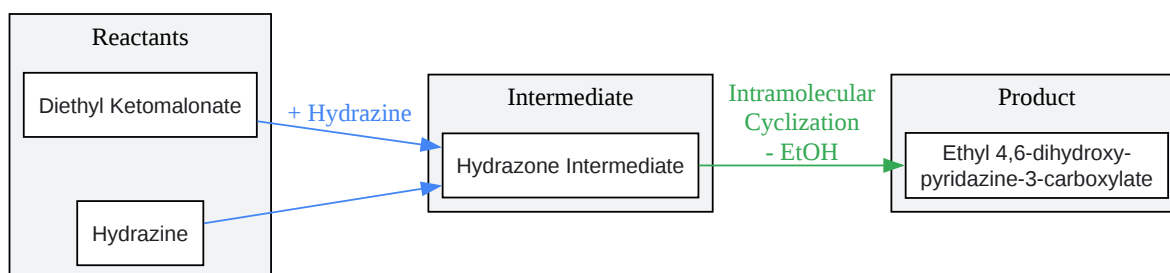 Reactants
Diethyl Ketomalonate
Hydrazine
+ Hydrazine
Intermediate
Hydrazone Intermediate
Intramolecular
Cyclization
- EtOH
Product
Ethyl 4,6-dihydroxy-
pyridazine-3-carboxylate